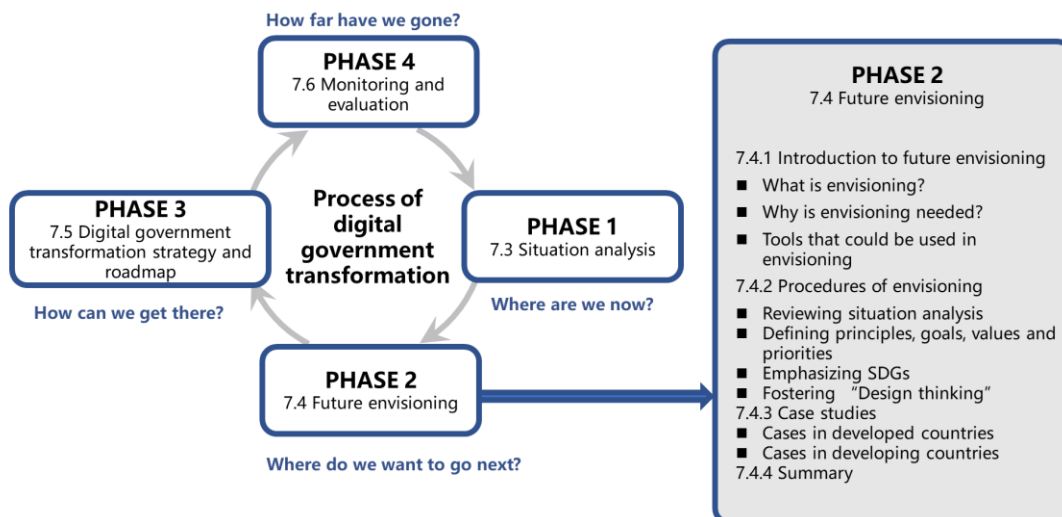 How far have we gone?
PHASE 4
7.6 Monitoring and
evaluation
PHASE 3
7.5 Digital government
transformation strategy and
roadmap
How can we get there?
Process of
digital
government
transformation
PHASE 1
7.3 Situation analysis
Where are we now?
PHASE 2
7.4 Future envisioning
Where do we want to go next?
PHASE 2
7.4 Future envisioning
7.4.1 Introduction to future envisioning
■ What is envisioning?
■ Why is envisioning needed?
■ Tools that could be used in
envisioning
7.4.2 Procedures of envisioning
■ Reviewing situation analysis
■ Defining principles, goals, values and
priorities
■ Emphasizing SDGs
■ Fostering “Design thinking”
7.4.3 Case studies
■ Cases in developed countries
■ Cases in developing countries
7.4.4 Summary